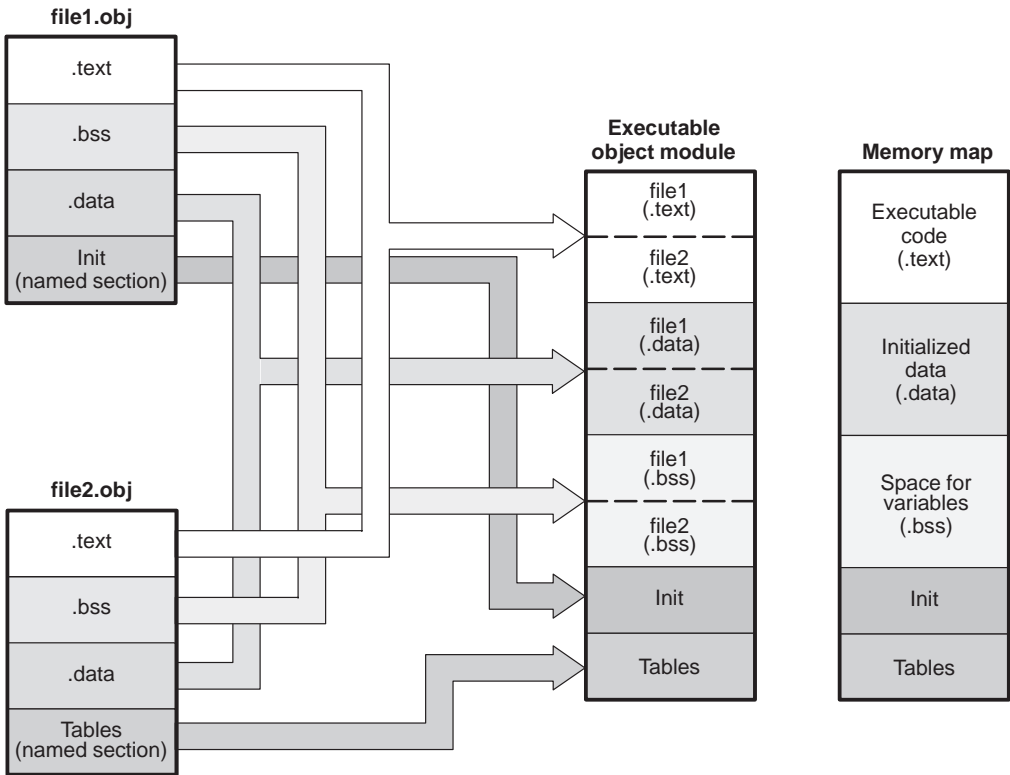 file1.obj
.text
.bss
.data
Init
(named section)
file2.obj
.text
.bss
.data
Tables
(named section)
Executable
object module
file1
(.text)
file2
(.text)
file1
(.data)
file2
(.data)
file1
(.bss)
file2
(.bss)
Init
Tables
Memory map
Executable
code
(.text)
Initialized
data
(.data)
Space for
variables
(.bss)
Init
Tables